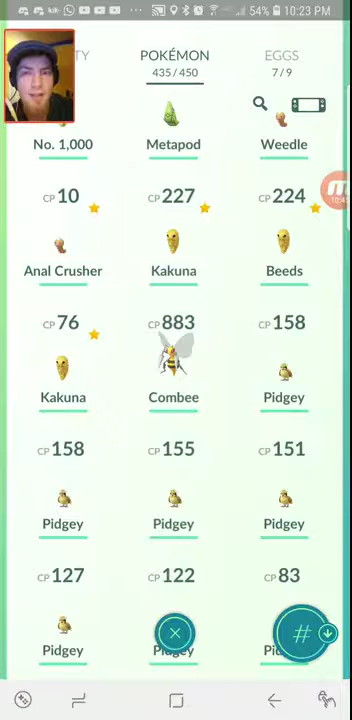 54% 10:23 PM
TY POKÉMON EGGS
435 / 450 7 / 9
No. 1,000 Metapod Weedle
CP 10 CP 227 CP 224
Anal Crusher Kakuna Beeds
CP 76 CP 883 CP 158
Kakuna Combee Pidgey
CP 158 CP 155 CP 151
Pidgey Pidgey Pidgey
CP 127 CP 122 CP 83
Pidgey Pidgey Pid
#